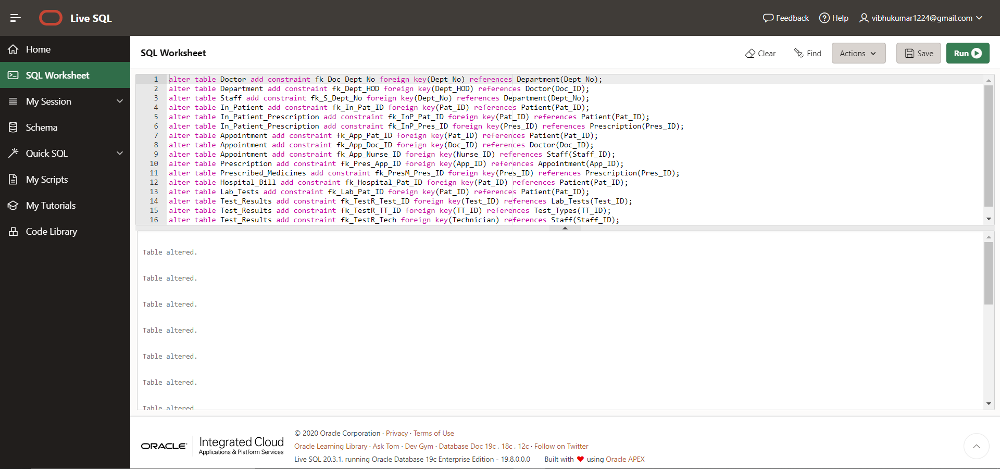 Live SQL
Feedback
Help
vibhukumar1224@gmail.com
Home
SQL Worksheet
My Session
Schema
Quick SQL
My Scripts
My Tutorials
Code Library
SQL Worksheet
Clear
Find
Actions
Save
Run
1 alter table Doctor add constraint fk_Doc_Dept_No foreign key(Dept_No) references Department(Dept_No);
2 alter table Department add constraint fk_Dept_HOD foreign key(Dept_HOD) references Doctor(Doc_ID);
3 alter table Staff add constraint fk_S_Dept_No foreign key(Dept_No) references Department(Dept_No);
4 alter table In_Patient add constraint fk_In_Pat_ID foreign key(Pat_ID) references Patient(Pat_ID);
5 alter table In_Patient_Prescription add constraint fk_InP_Pat_ID foreign key(Pat_ID) references Patient(Pat_ID);
6 alter table In_Patient_Prescription add constraint fk_InP_Pres_ID foreign key(Pres_ID) references Prescription(Pres_ID);
7 alter table Appointment add constraint fk_App_Pat_ID foreign key(Pat_ID) references Patient(Pat_ID);
8 alter table Appointment add constraint fk_App_Doc_ID foreign key(Doc_ID) references Doctor(Doc_ID);
9 alter table Appointment add constraint fk_App_Nurse_ID foreign key(Nurse_ID) references Staff(Staff_ID);
10 alter table Prescription add constraint fk_Pres_App_ID foreign key(App_ID) references Appointment(App_ID);
11 alter table Prescribed_Medicines add constraint fk_PresM_Pres_ID foreign key(Pres_ID) references Prescription(Pres_ID);
12 alter table Hospital_Bill add constraint fk_Hospital_Pat_ID foreign key(Pat_ID) references Patient(Pat_ID);
13 alter table Lab_Tests add constraint fk_Lab_Pat_ID foreign key(Pat_ID) references Patient(Pat_ID);
14 alter table Test_Results add constraint fk_TestR_Test_ID foreign key(Test_ID) references Lab_Tests(Test_ID);
15 alter table Test_Results add constraint fk_TestR_TT_ID foreign key(TT_ID) references Test_Types(TT_ID);
16 alter table Test_Results add constraint fk_TestR_Tech foreign key(Technician) references Staff(Staff_ID);
Table altered.
Table altered.
Table altered.
Table altered.
Table altered.
Table altered.
Table altered.
ORACLE
Integrated Cloud
Applications & Platform Services
© 2020 Oracle Corporation · Privacy · Terms of Use
Oracle Learning Library · Ask Tom · Dev Gym · Database Doc 19c , 18c , 12c · Follow on Twitter
Live SQL 20.3.1, running Oracle Database 19c Enterprise Edition - 19.8.0.0.0 Built with ♥ using Oracle APEX